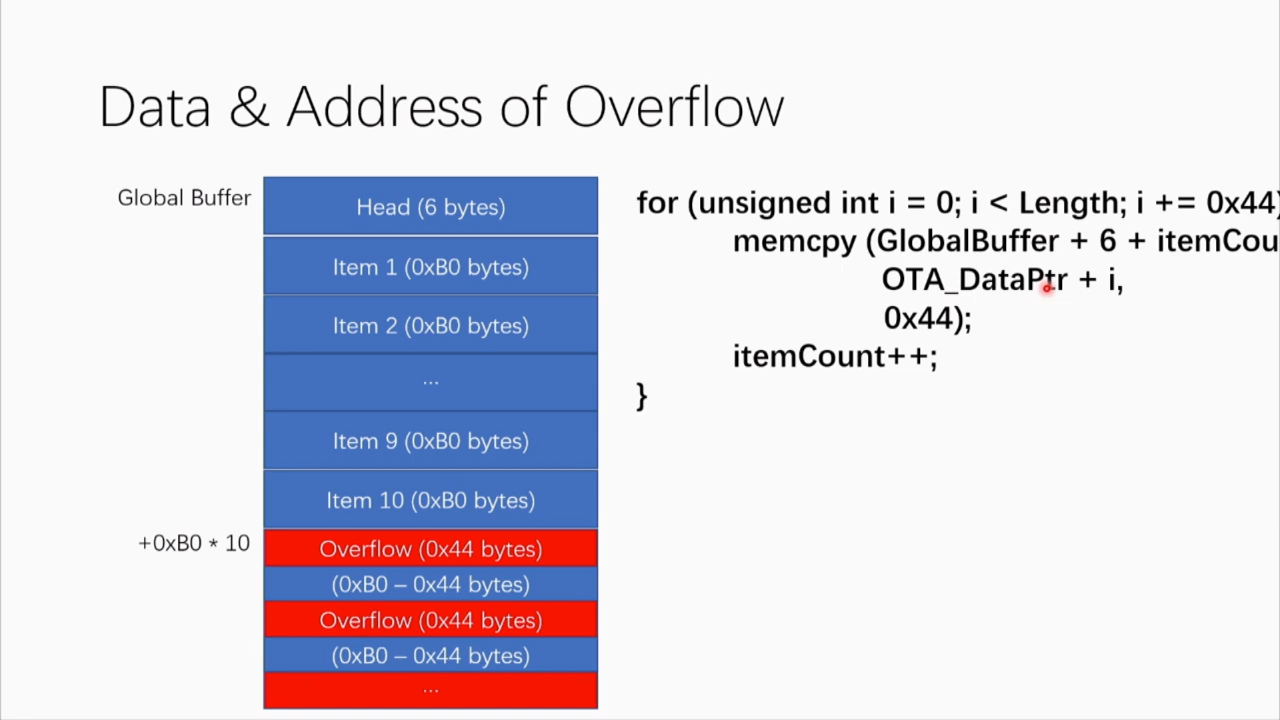 Data & Address of Overflow
Global Buffer
Head (6 bytes)
Item 1 (0xB0 bytes)
Item 2 (0xB0 bytes)
...
Item 9 (0xB0 bytes)
Item 10 (0xB0 bytes)
+0xB0 * 10
Overflow (0x44 bytes)
(0xB0 – 0x44 bytes)
Overflow (0x44 bytes)
(0xB0 – 0x44 bytes)
...
for (unsigned int i = 0; i < Length; i += 0x44)
memcpy (GlobalBuffer + 6 + itemCou
OTA_DataPtr + i,
0x44);
itemCount++;
}